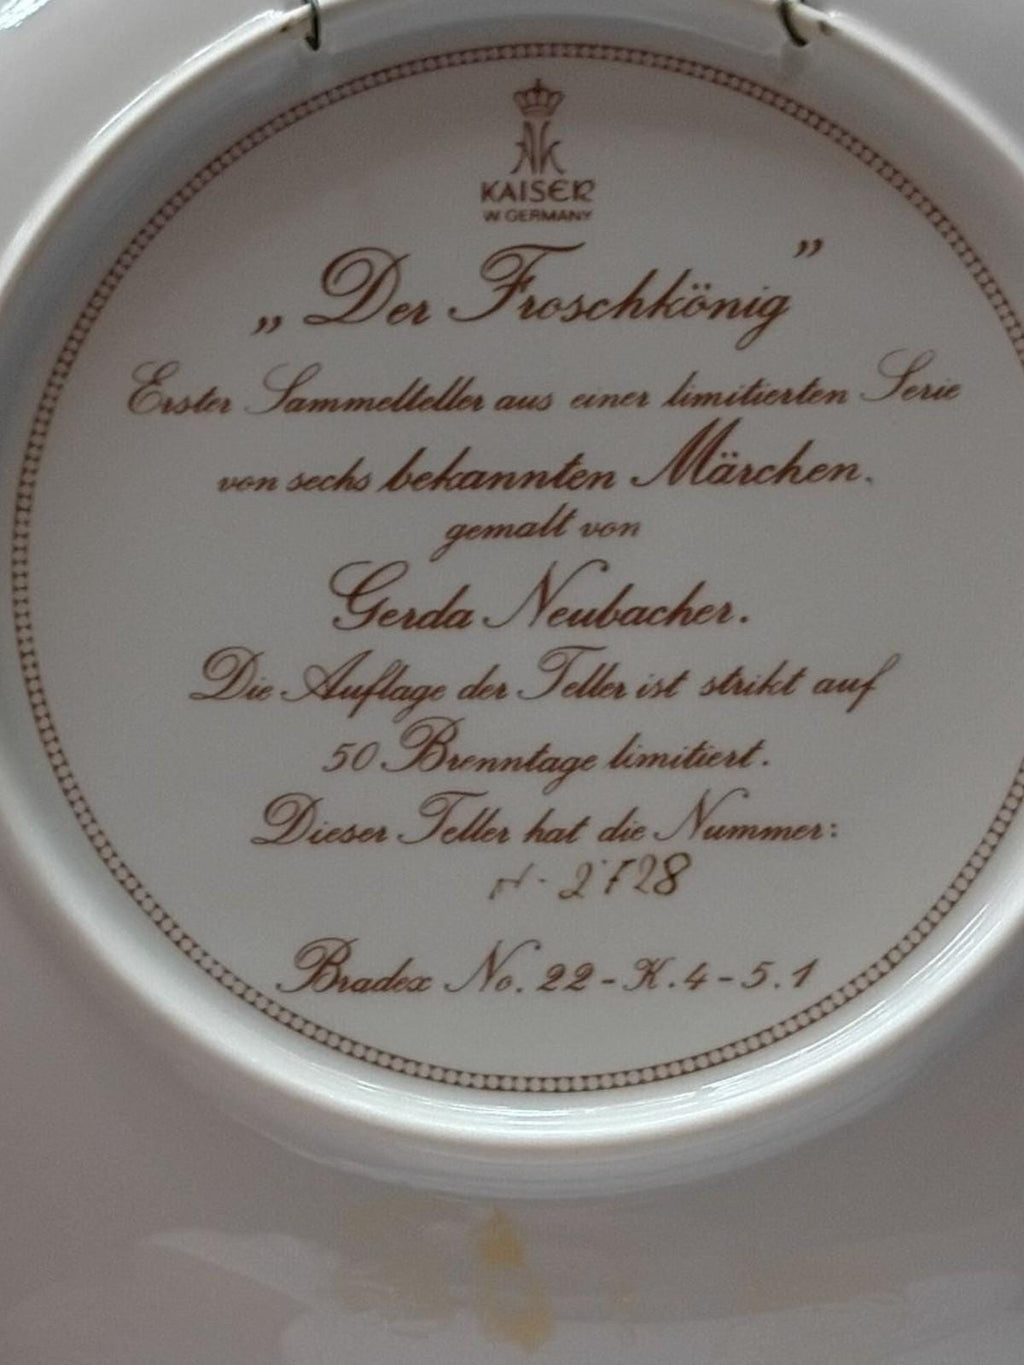 AK
KAISER
W. GERMANY
„Der Froschkönig”
Erster Sammelteller aus einer limitierten Serie
von sechs bekannten Märchen,
gemalt von
Gerda Neubacher.
Die Auflage der Teller ist strikt auf
50 Brenntage limitiert.
Dieser Teller hat die Nummer:
Bradex No. 22-K.4-5.1